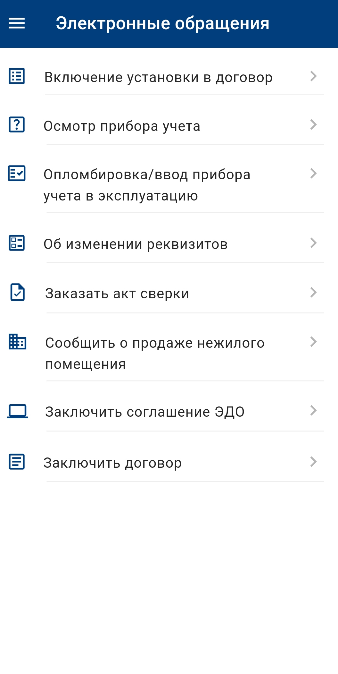 Электронные обращения
Включение установки в договор
Осмотр прибора учета
Опломбировка/ввод прибора
учета в эксплуатацию
Об изменении реквизитов
Заказать акт сверки
Сообщить о продаже нежилого
помещения
Заключить соглашение ЭДО
Заключить договор